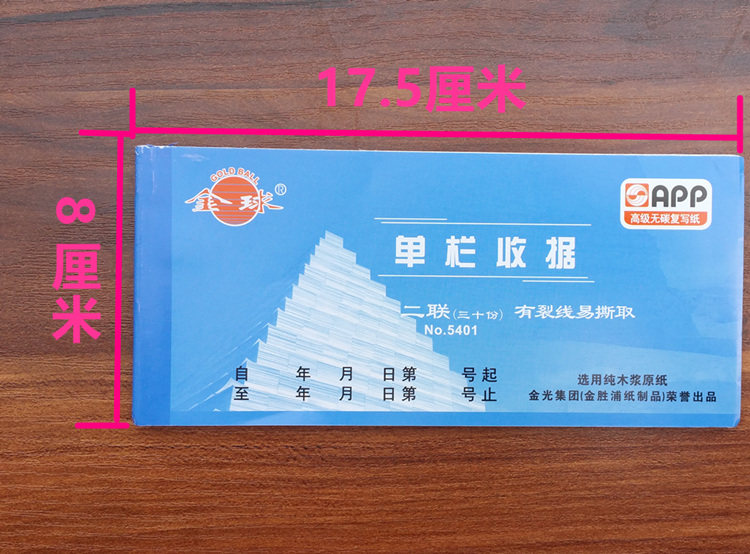 17.5厘米
8厘米
GOLD BALL
金球®
APP
高级无碳复写纸
单栏收据
二联(三十份) 有裂线易撕取
No.5401
自 年 月 日第 号起
至 年 月 日第 号止
选用纯木浆原纸
金光集团(金胜浦纸制品)荣誉出品